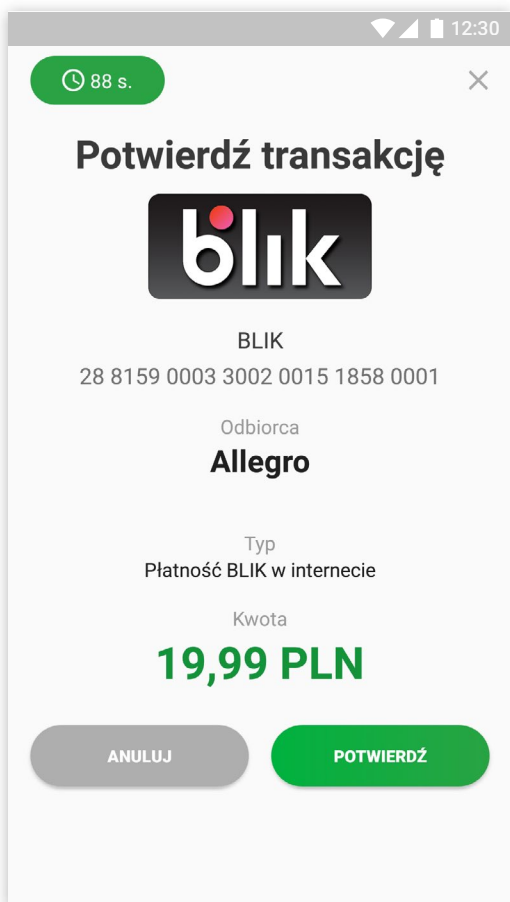 12:30
88 s.
Potwierdź transakcję
blik
BLIK
28 8159 0003 3002 0015 1858 0001
Odbiorca
Allegro
Typ
Płatność BLIK w internecie
Kwota
19,99 PLN
ANULUJ
POTWIERDŹ